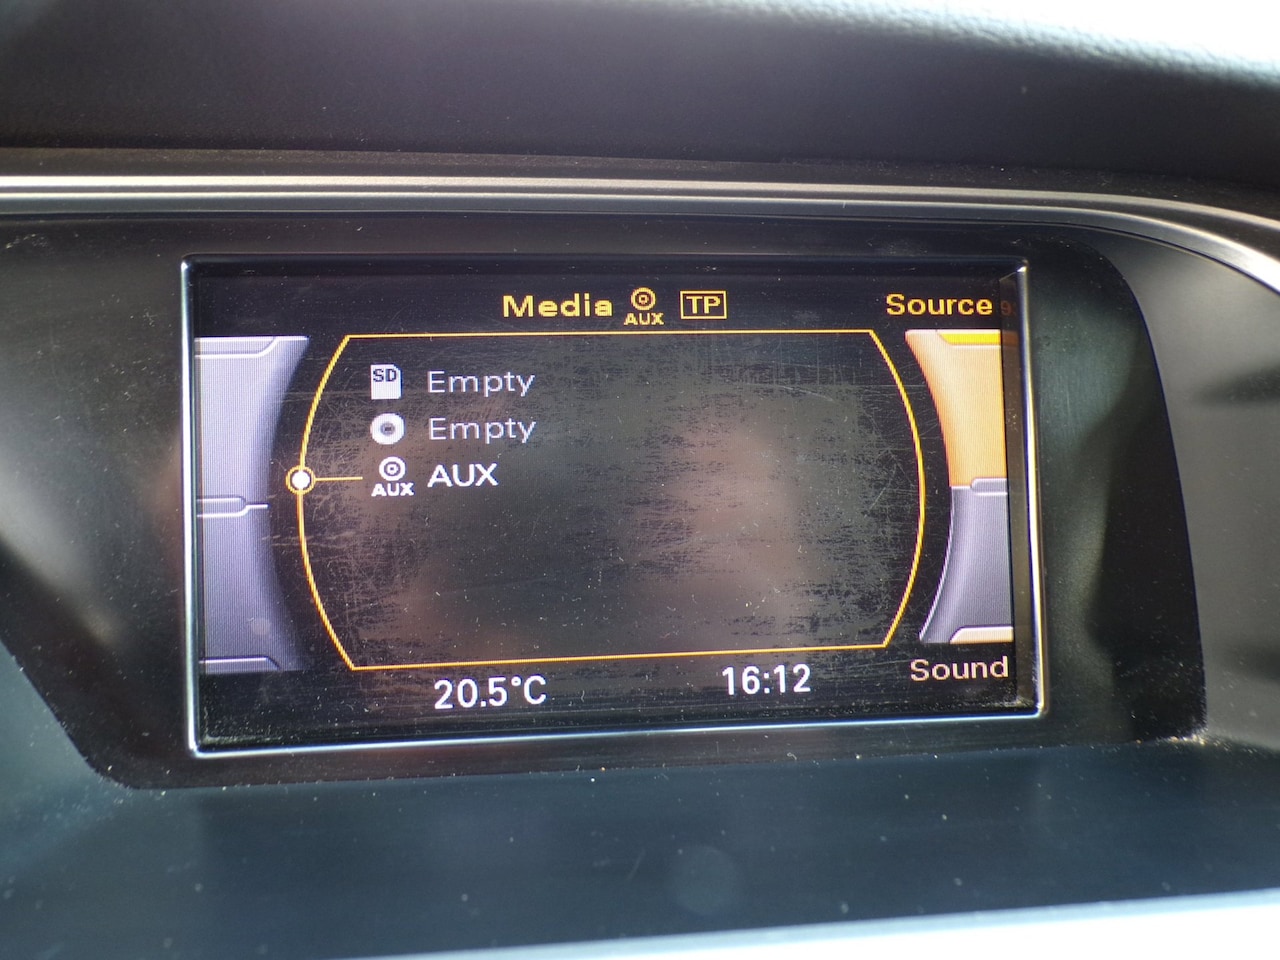 Media AUX TP Source
SD Empty
Empty
AUX AUX
20.5°C 16:12 Sound